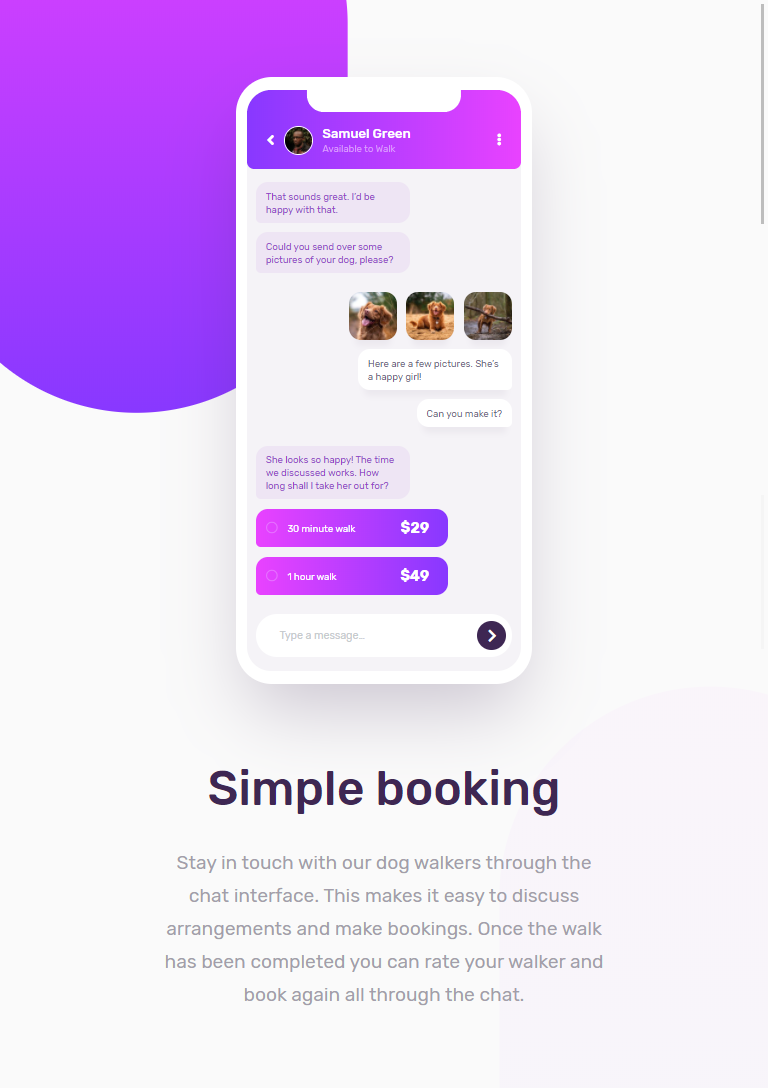 Samuel Green
Available to Walk
That sounds great. I'd be
happy with that.
Could you send over some
pictures of your dog, please?
Here are a few pictures. She's
a happy girl!
Can you make it?
She looks so happy! The time
we discussed works. How
long shall I take her out for?
30 minute walk $29
1 hour walk $49
Type a message…
Simple booking
Stay in touch with our dog walkers through the
chat interface. This makes it easy to discuss
arrangements and make bookings. Once the walk
has been completed you can rate your walker and
book again all through the chat.